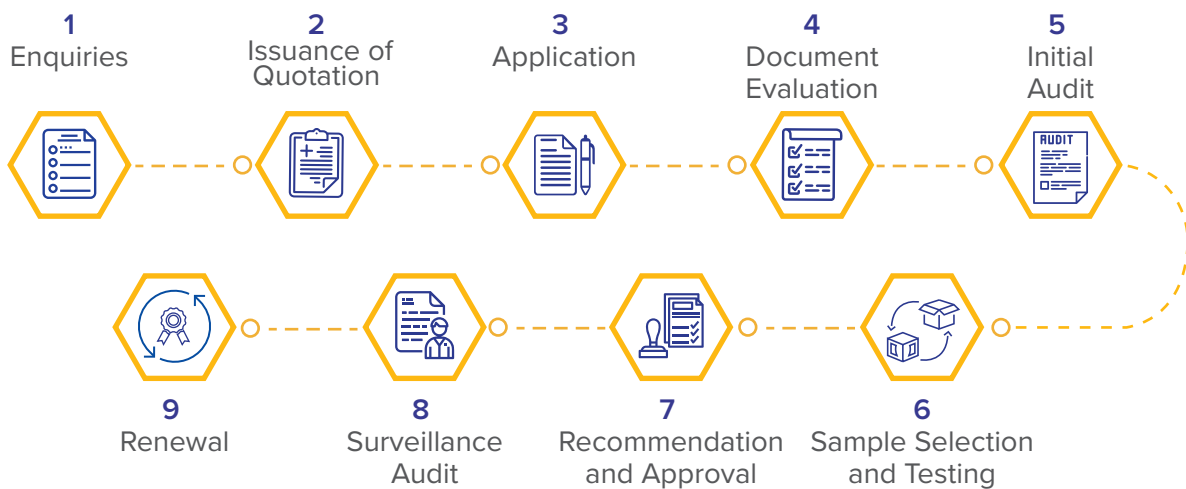 1
Enquiries
2
Issuance of
Quotation
3
Application
4
Document
Evaluation
5
Initial
Audit
AUDIT
6
Sample Selection
and Testing
7
Recommendation
and Approval
8
Surveillance
Audit
9
Renewal